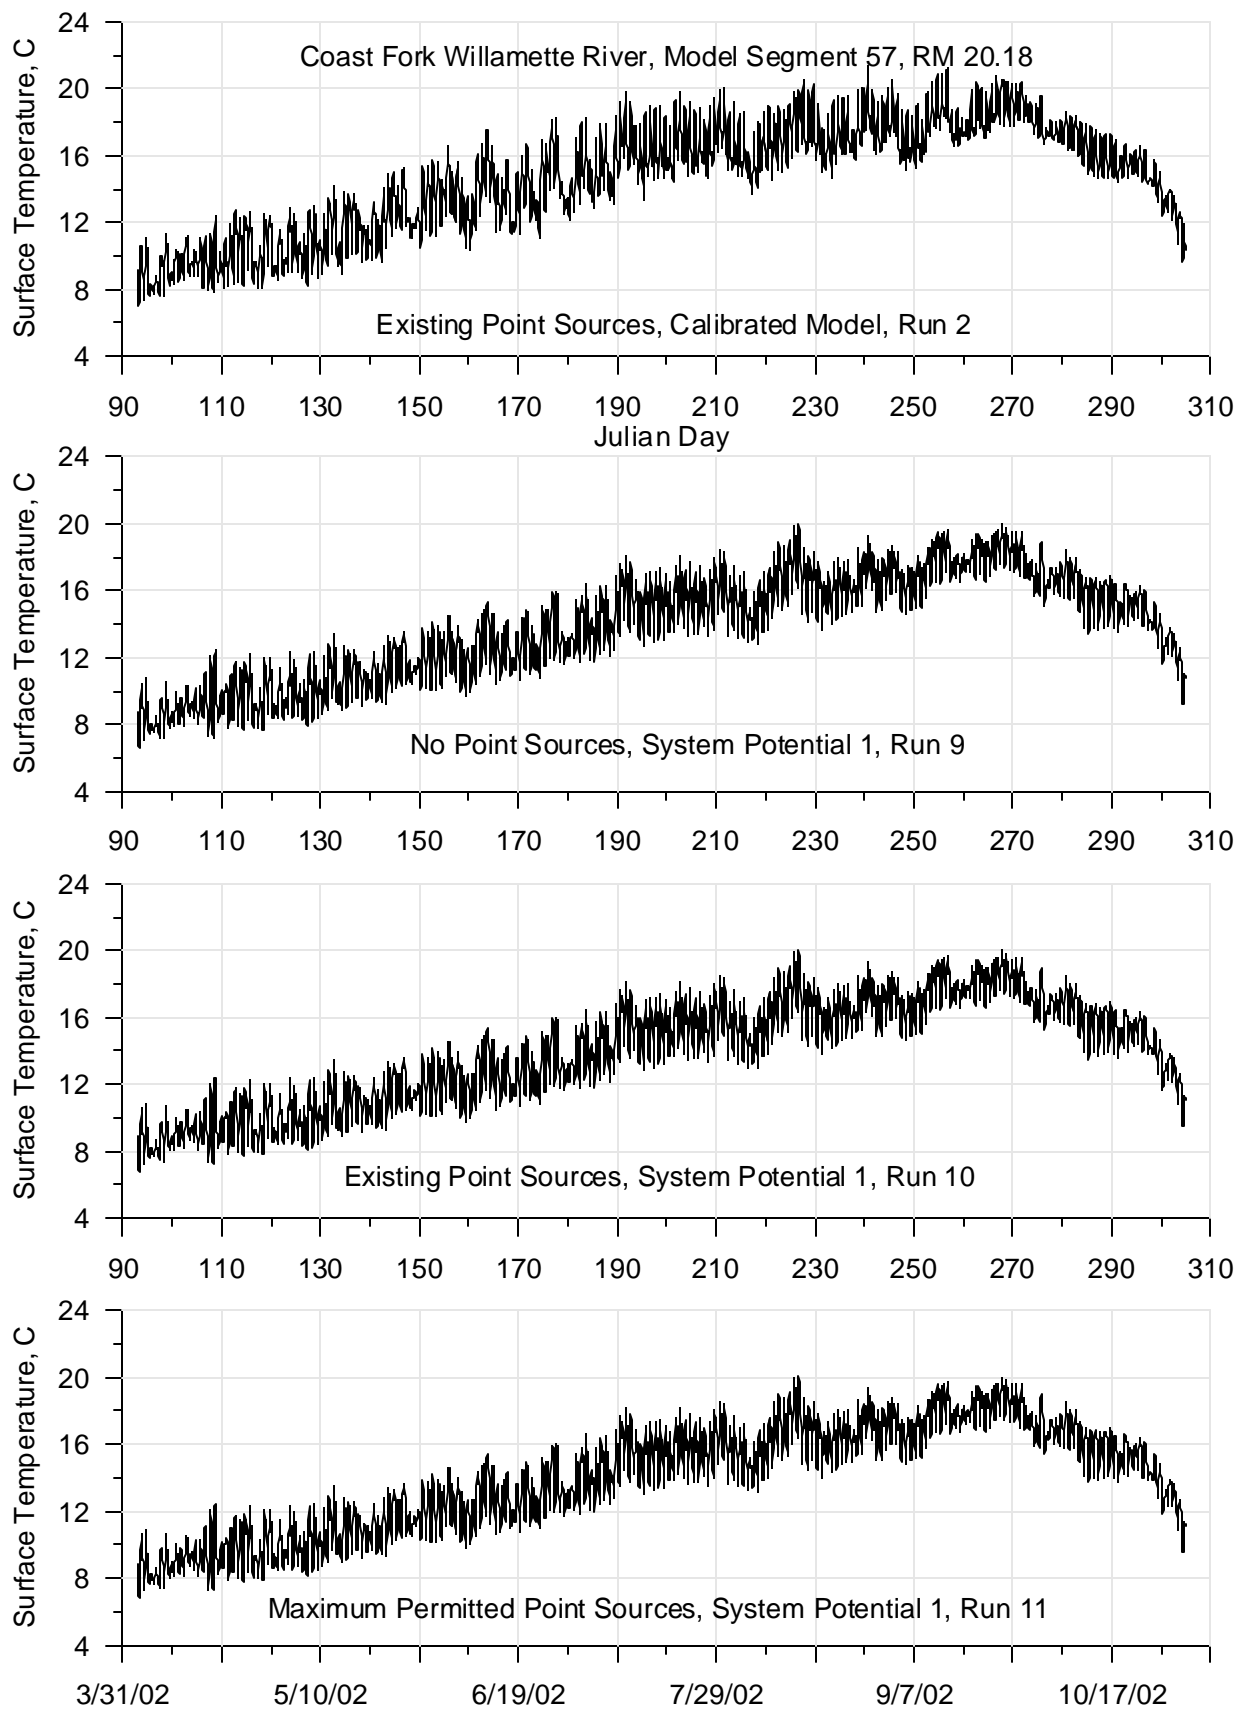 24
Coast Fork Willamette River, Model Segment 57, RM 20.18
20
16
12
8
4
Surface Temperature, C
Existing Point Sources, Calibrated Model, Run 2
90 110 130 150 170 190 210 230 250 270 290 310
Julian Day
24
20
16
12
8
4
Surface Temperature, C
No Point Sources, System Potential 1, Run 9
90 110 130 150 170 190 210 230 250 270 290 310
24
20
16
12
8
4
Surface Temperature, C
Existing Point Sources, System Potential 1, Run 10
90 110 130 150 170 190 210 230 250 270 290 310
24
20
16
12
8
4
Surface Temperature, C
Maximum Permitted Point Sources, System Potential 1, Run 11
3/31/02 5/10/02 6/19/02 7/29/02 9/7/02 10/17/02